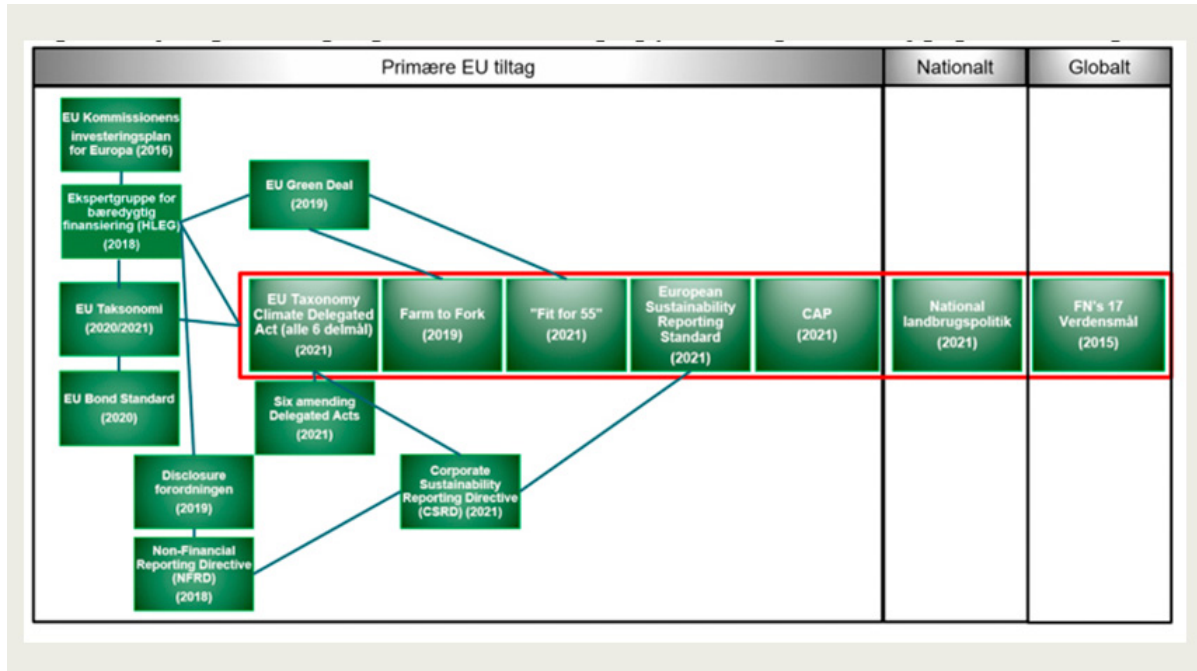 Primære EU tiltag
Nationalt
Globalt
EU Kommissionens
investeringsplan
for Europa (2016)
Ekspertgruppe for
bæredygtig
finansiering (HLEG)
(2018)
EU Green Deal
(2019)
EU Taksonomi
(2020/2021)
EU Taxonomy
Climate Delegated
Act (alle 6 delmål)
(2021)
Farm to Fork
(2019)
"Fit for 55"
(2021)
European
Sustainability
Reporting
Standard
(2021)
CAP
(2021)
National
landbrugspolitik
(2021)
FN's 17
Verdensmål
(2015)
EU Bond Standard
(2020)
Six amending
Delegated Acts
(2021)
Disclosure
forordningen
(2019)
Corporate
Sustainability
Reporting Directive
(CSRD) (2021)
Non-Financial
Reporting Directive
(NFRD)
(2018)